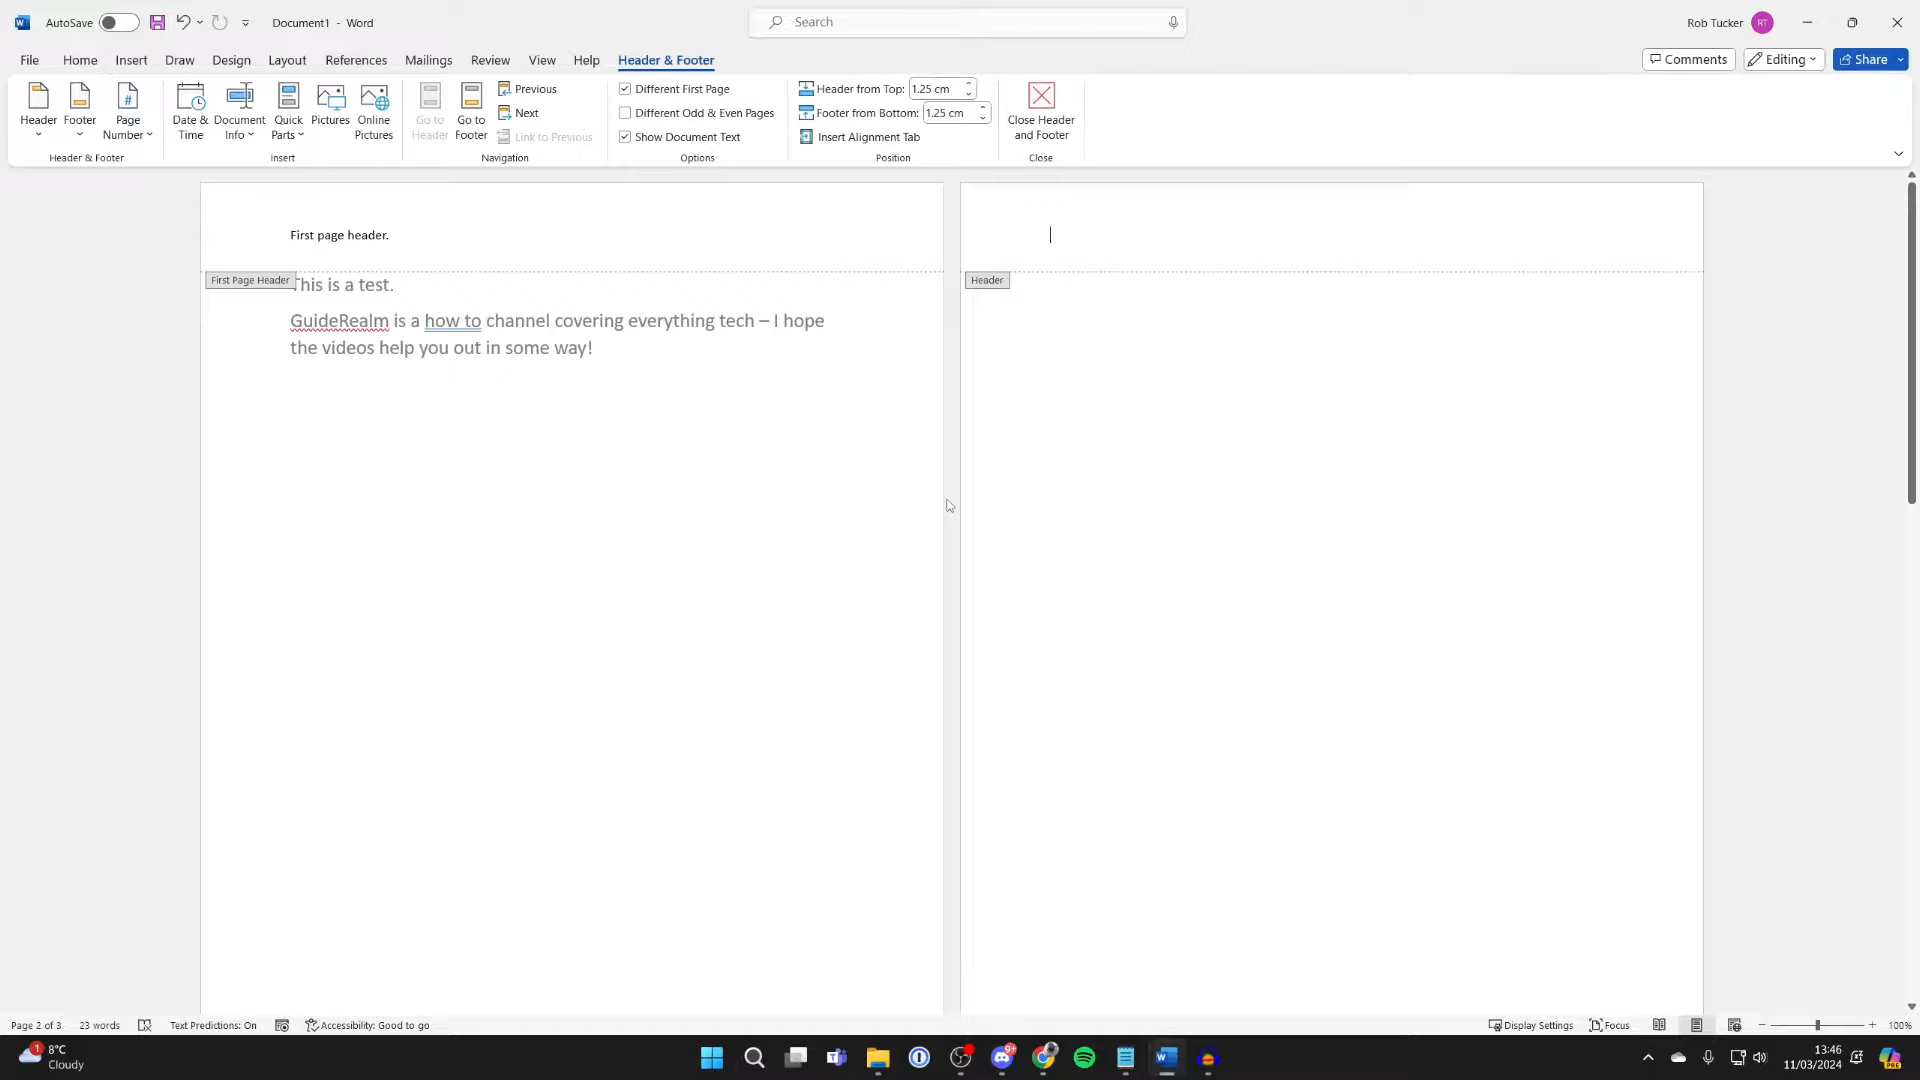 AutoSave
Document1 - Word
Search
Rob Tucker
RT
File Home Insert Draw Design Layout References Mailings Review View Help Header & Footer
Comments
Editing
Share
Header
Footer
Page Number
Header & Footer
Date & Time
Document Info
Quick Parts
Pictures
Online Pictures
Insert
Go to Header
Go to Footer
Previous
Next
Link to Previous
Navigation
Different First Page
Different Odd & Even Pages
Show Document Text
Options
Header from Top: 1.25 cm
Footer from Bottom: 1.25 cm
Insert Alignment Tab
Position
Close Header and Footer
Close
First page header.
First Page Header
This is a test.
GuideRealm is a how to channel covering everything tech – I hope
the videos help you out in some way!
Header
Page 2 of 3 23 words Text Predictions: On Accessibility: Good to go
Display Settings Focus 100%
1
8°C
Cloudy
9+
13:46
11/03/2024
PRE